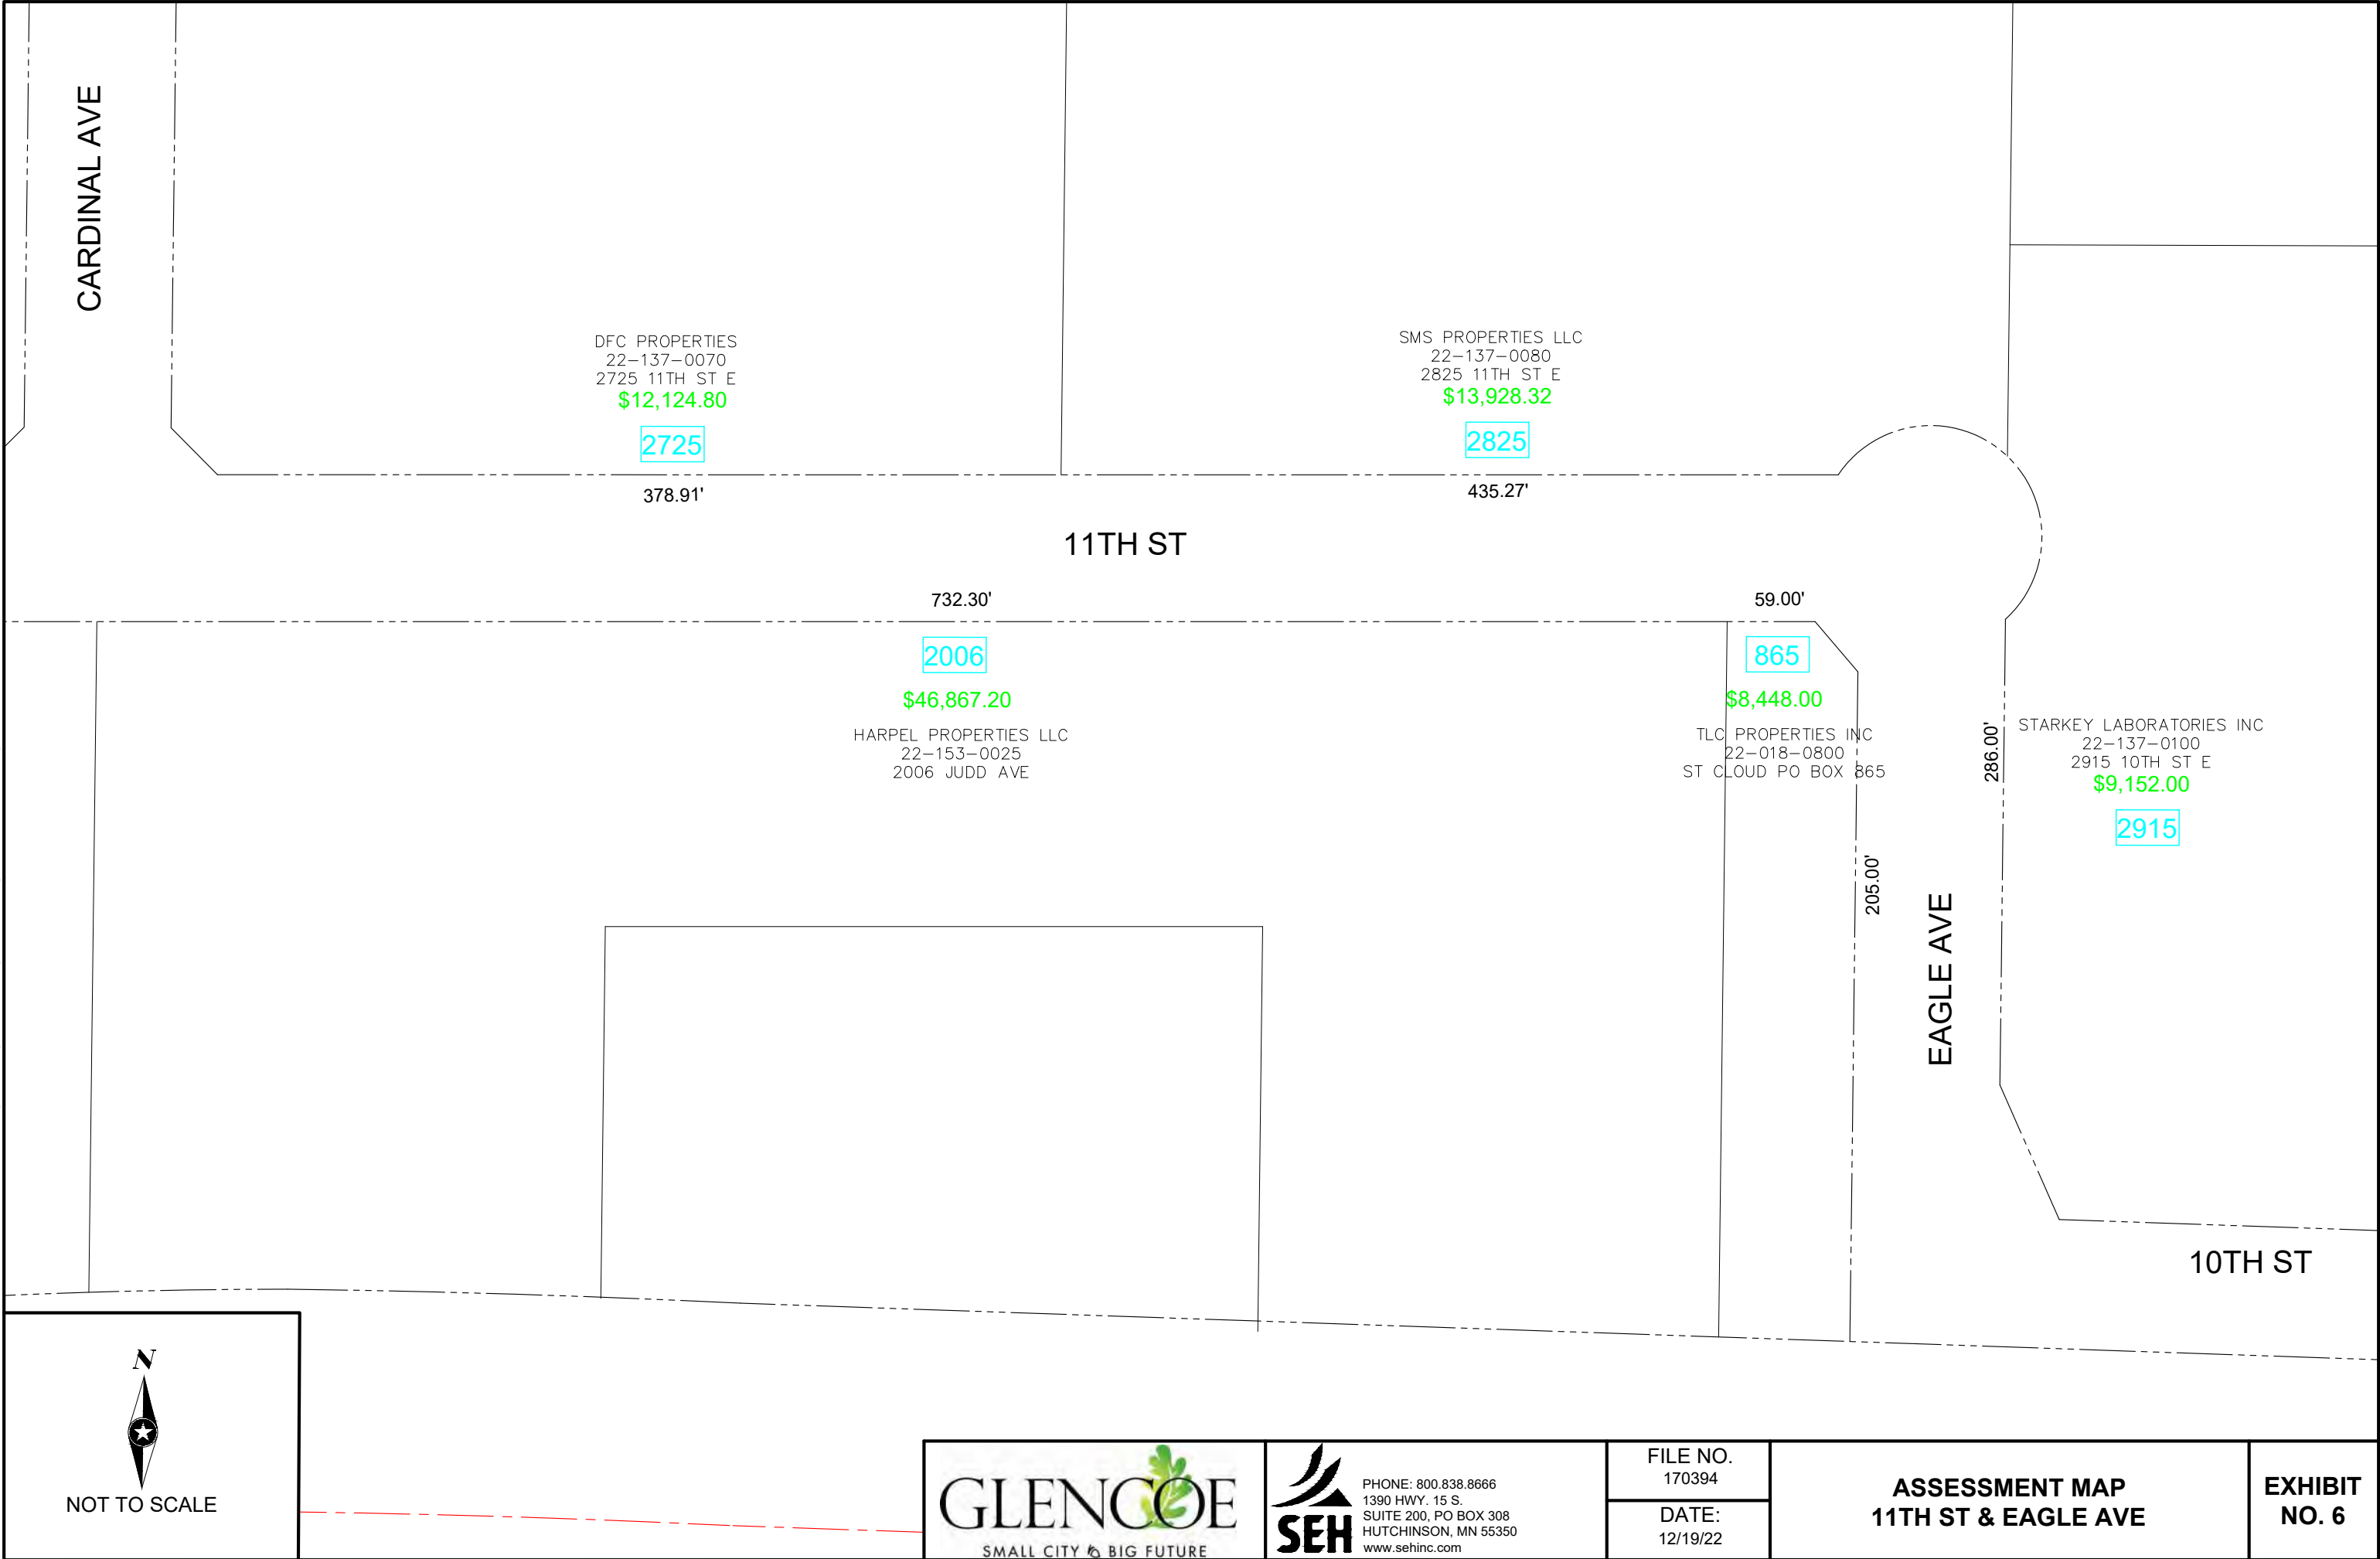 CARDINAL AVE
DFC PROPERTIES
22-137-0070
2725 11TH ST E
$12,124.80
2725
378.91'
SMS PROPERTIES LLC
22-137-0080
2825 11TH ST E
$13,928.32
2825
435.27'
11TH ST
732.30'
2006
$46,867.20
HARPEL PROPERTIES LLC
22-153-0025
2006 JUDD AVE
59.00'
865
$8,448.00
TLC PROPERTIES INC
22-018-0800
ST CLOUD PO BOX 865
205.00'
EAGLE AVE
286.00'
STARKEY LABORATORIES INC
22-137-0100
2915 10TH ST E
$9,152.00
2915
10TH ST
N
NOT TO SCALE
GLENCOE
SMALL CITY BIG FUTURE
SEH
PHONE: 800.838.8666
1390 HWY. 15 S.
SUITE 200, PO BOX 308
HUTCHINSON, MN 55350
www.sehinc.com
FILE NO.
170394
DATE:
12/19/22
ASSESSMENT MAP
11TH ST & EAGLE AVE
EXHIBIT
NO. 6